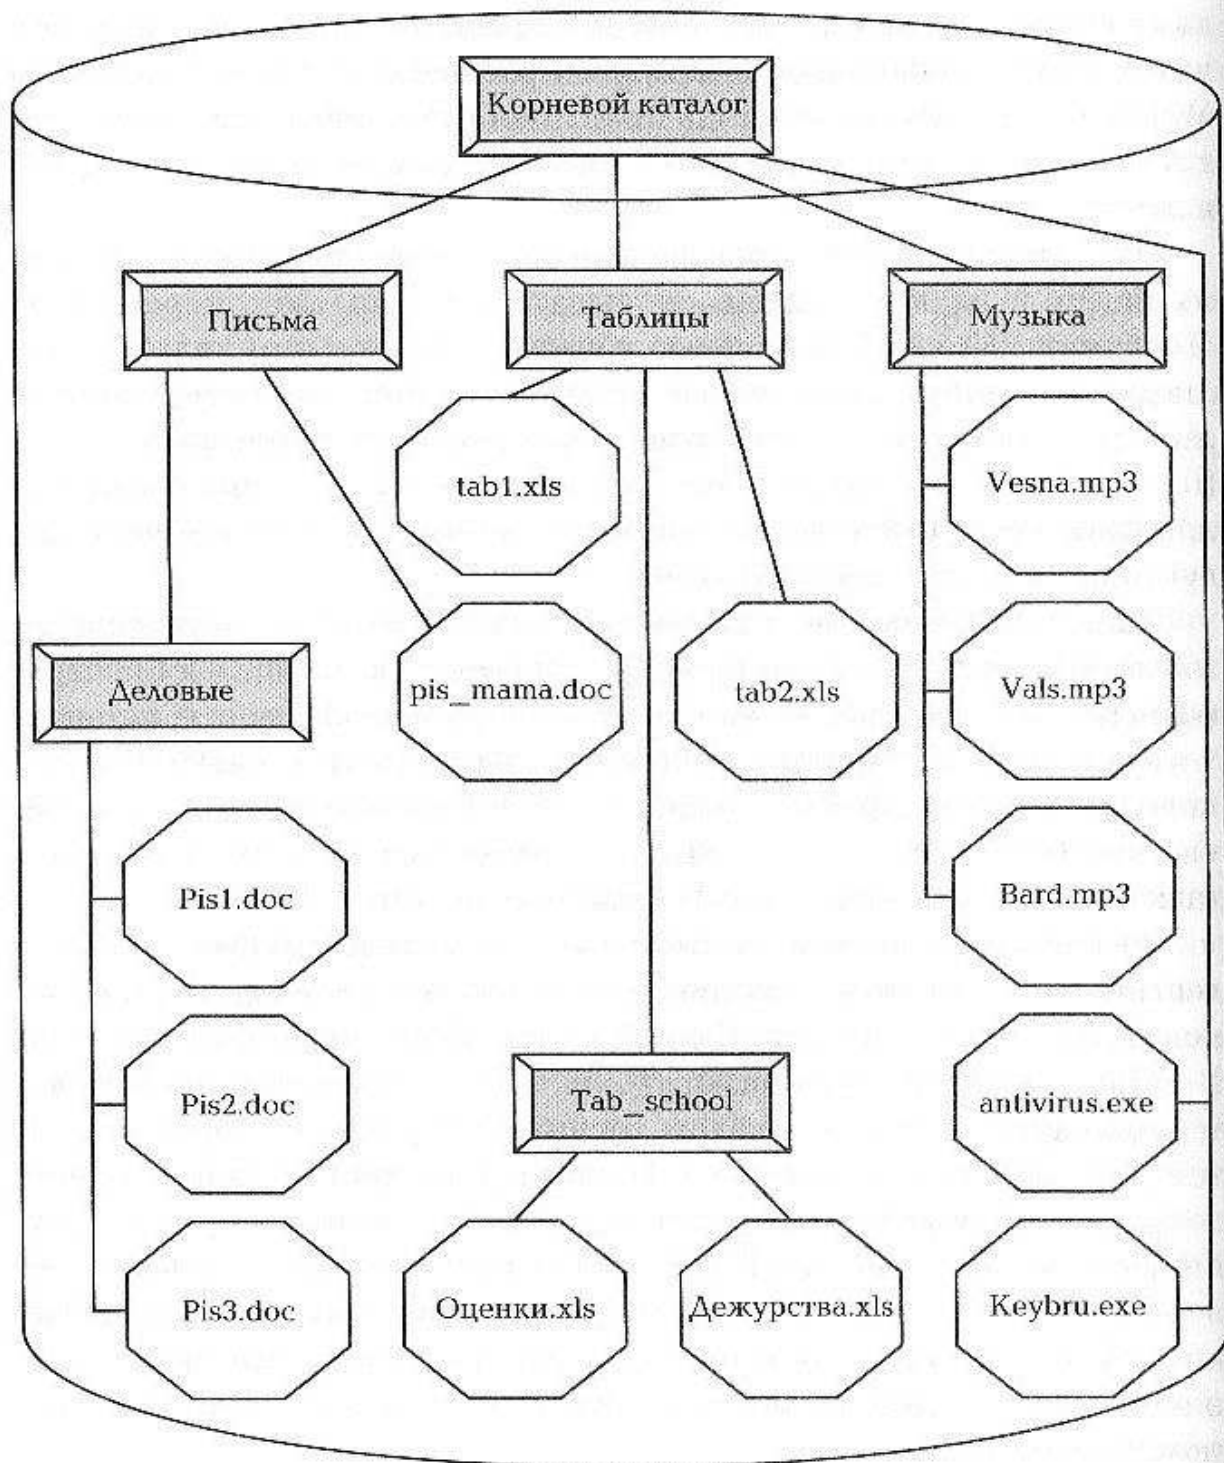 Корневой каталог
Письма
Таблицы
Музыка
tab1.xls
Vesna.mp3
Деловые
pis_mama.doc
tab2.xls
Vals.mp3
Pis1.doc
Bard.mp3
Pis2.doc
Tab_school
antivirus.exe
Pis3.doc
Оценки.xls
Дежурства.xls
Keybru.exe